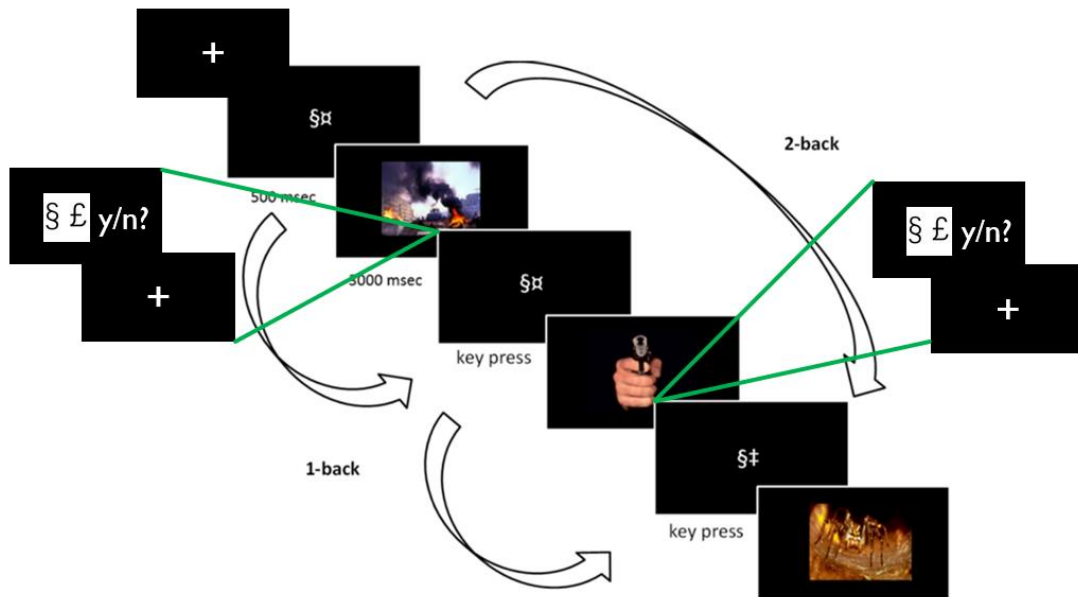 +
§¤
2-back
500 msec
§ £ y/n?
§ £ y/n?
3000 msec
§¤
+
+
key press
§‡
1-back
key press